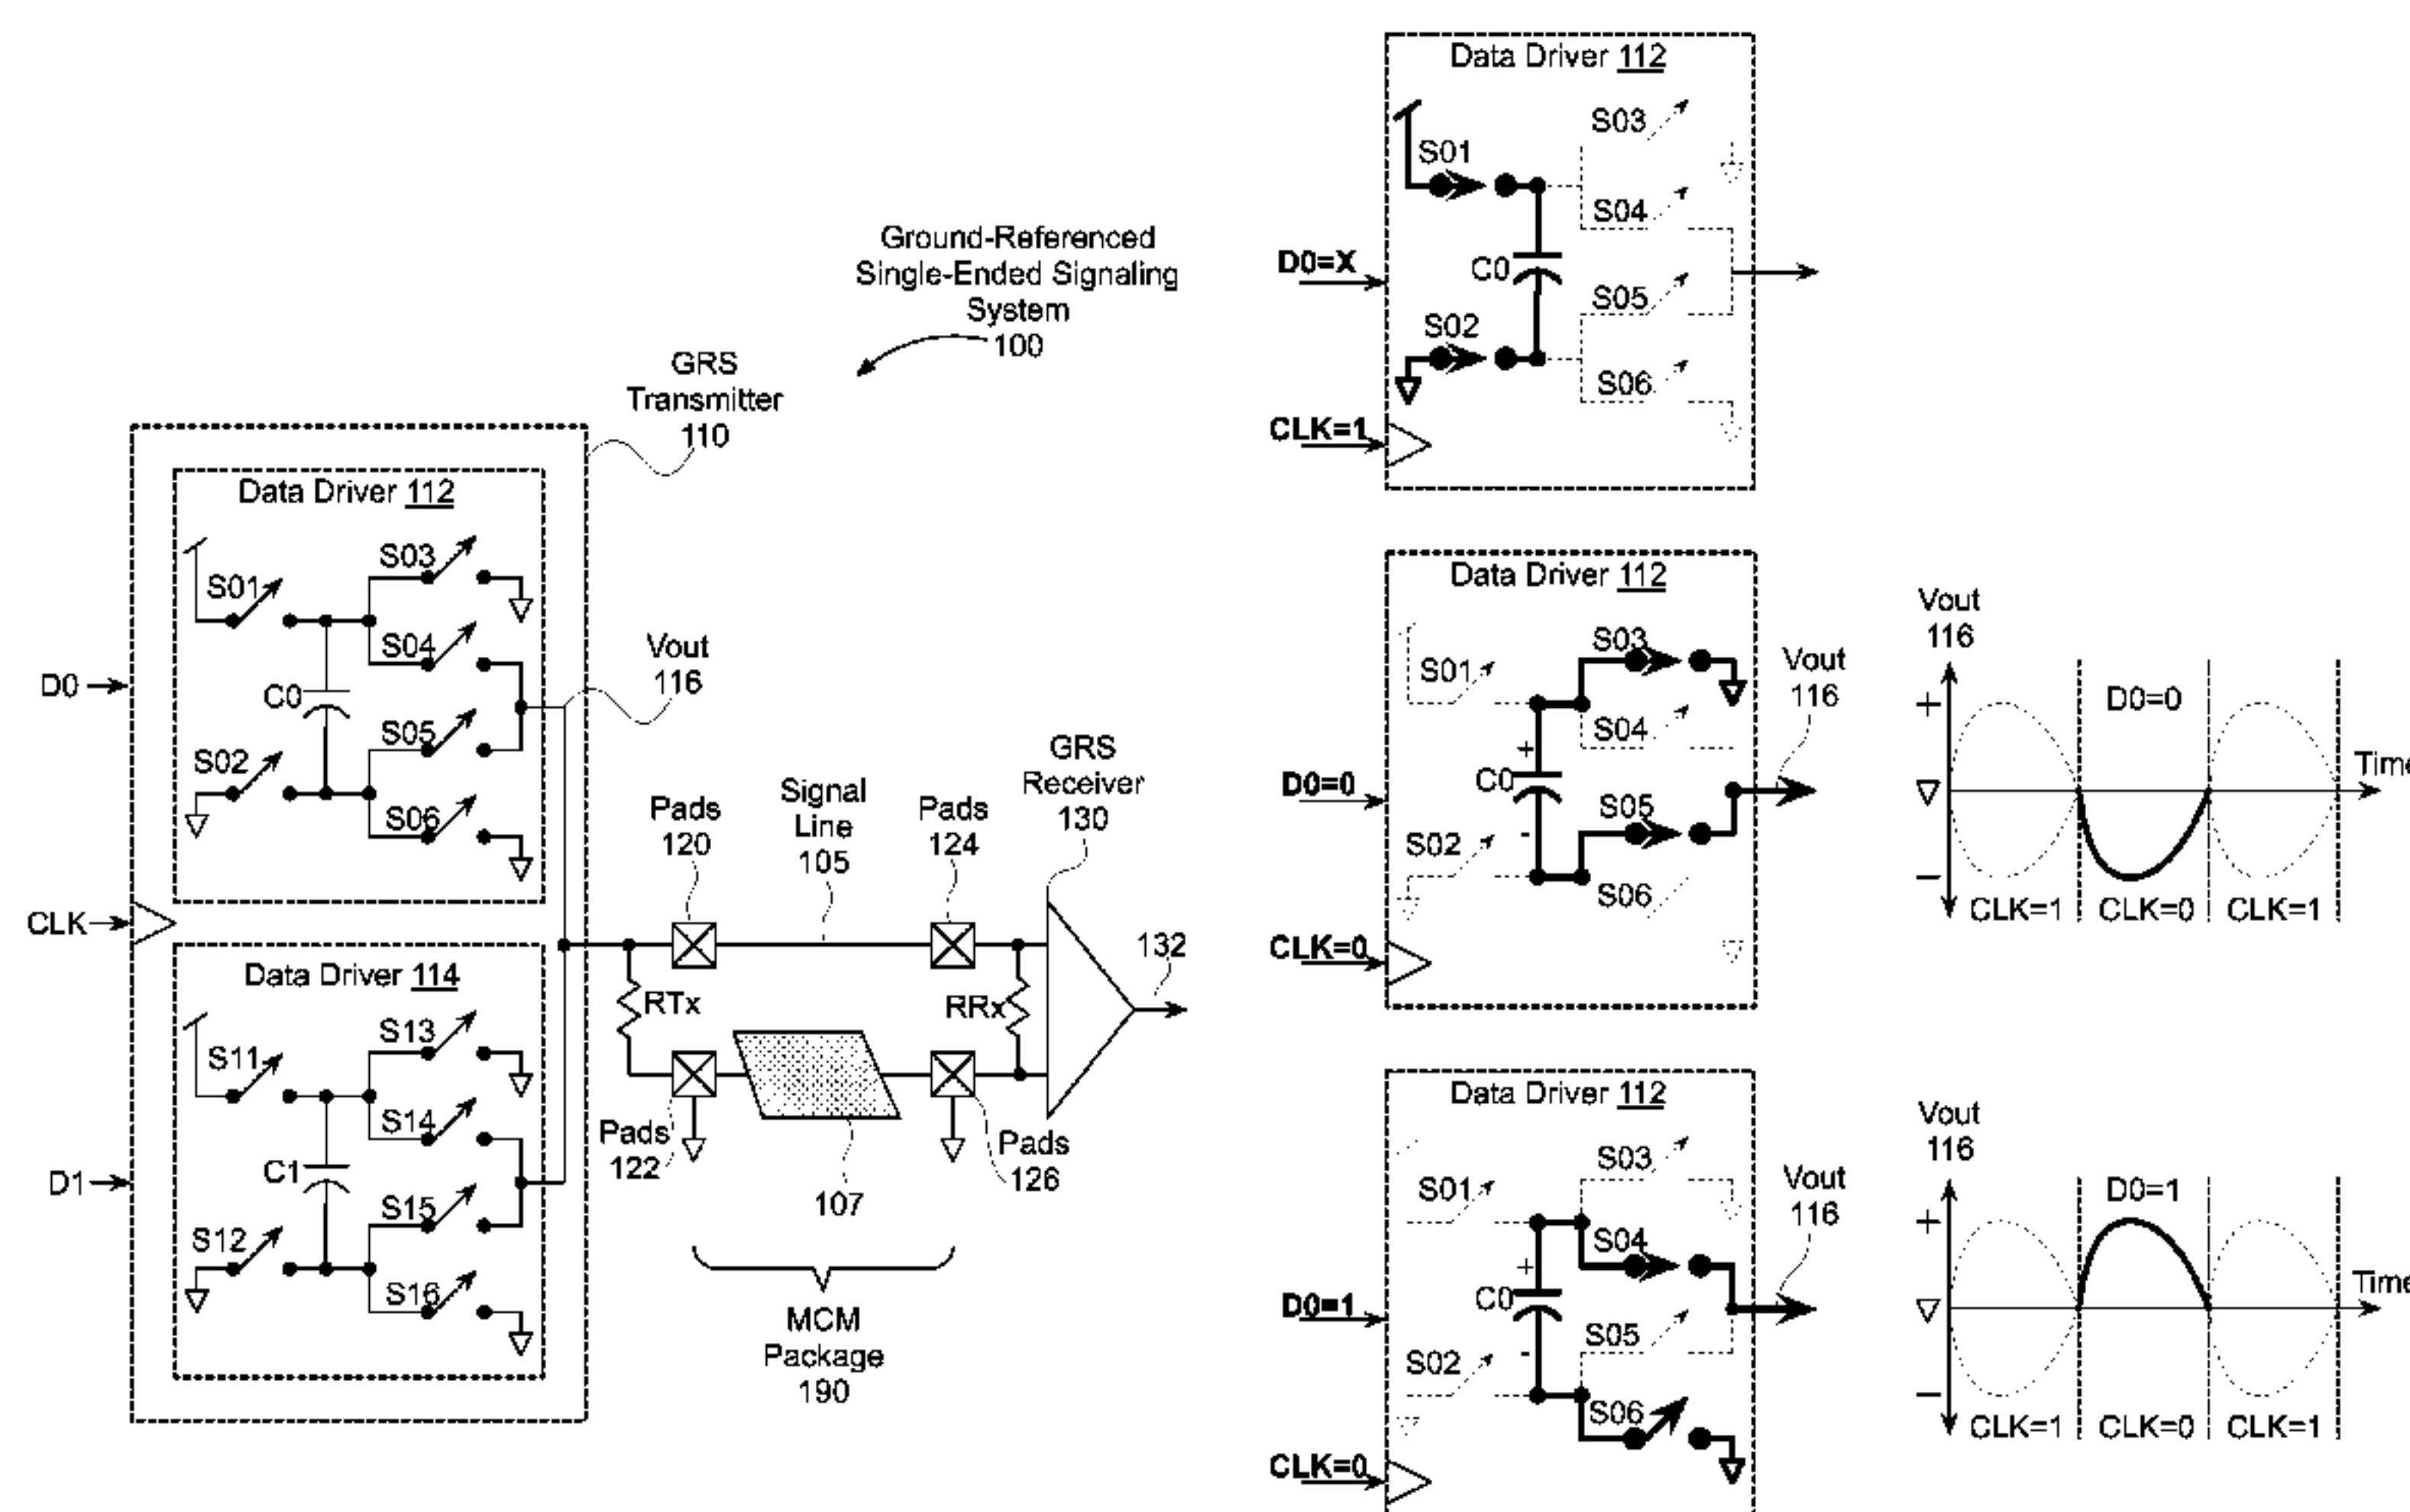 Ground-Referenced
Single-Ended Signaling
System
100
GRS
Transmitter
110
Data Driver 112
S01
S02
S03
S04
S05
S06
C0
D0
CLK
D1
Vout
116
Data Driver 114
S11
S12
S13
S14
S15
S16
C1
RTx
Pads
120
Signal
Line
105
Pads
124
GRS
Receiver
130
132
RRx
Pads
122
107
Pads
126
MCM
Package
190
Data Driver 112
S01
S02
S03
S04
S05
S06
C0
D0=X
CLK=1
Data Driver 112
S01
S02
S03
S04
S05
S06
+
C0
-
D0=0
CLK=0
Vout
116
Vout
116
+
−
D0=0
Time
CLK=1
CLK=0
CLK=1
Data Driver 112
S01
S02
S03
S04
S05
S06
+
C0
-
D0=1
CLK=0
Vout
116
Vout
116
+
−
D0=1
Time
CLK=1
CLK=0
CLK=1